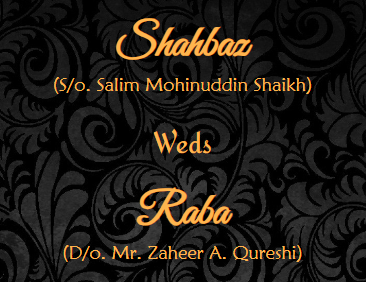 Shahbaz
(S/o. Salim Mohinuddin Shaikh)
Weds
Raba
(D/o. Mr. Zaheer A. Qureshi)